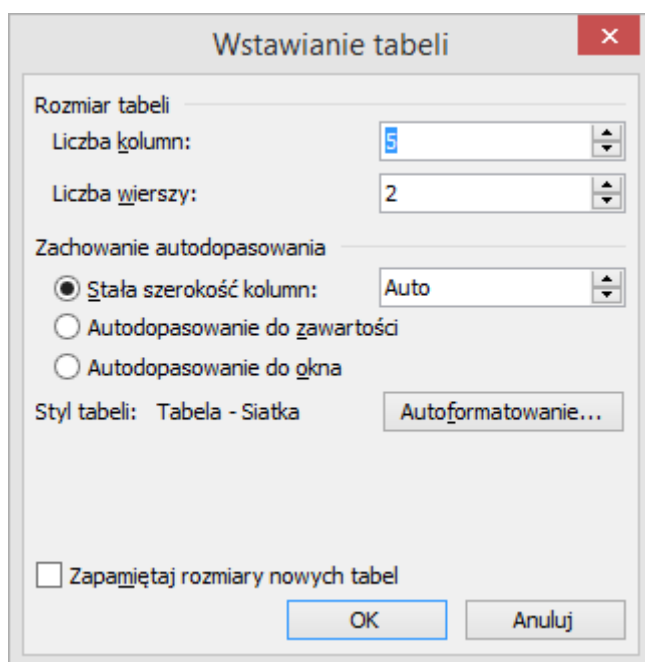 Wstawianie tabeli
Rozmiar tabeli
Liczba kolumn: 5
Liczba wierszy: 2
Zachowanie autodopasowania
Stała szerokość kolumn: Auto
Autodopasowanie do zawartości
Autodopasowanie do okna
Styl tabeli: Tabela - Siatka Autoformatowanie...
Zapamiętaj rozmiary nowych tabel
OK Anuluj